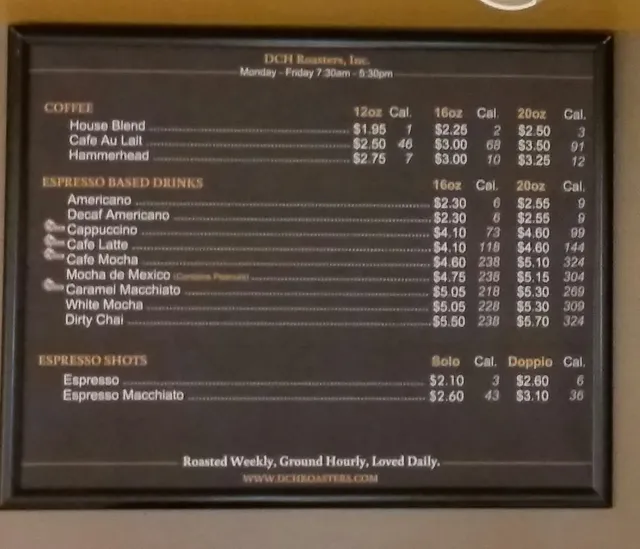 DCH Roasters, Inc.
Monday - Friday 7:30am - 5:30pm
COFFEE 12oz Cal. 16oz Cal. 20oz Cal.
House Blend $1.95 1 $2.25 2 $2.50 3
Cafe Au Lait $2.50 46 $3.00 68 $3.50 91
Hammerhead $2.75 7 $3.00 10 $3.25 12
ESPRESSO BASED DRINKS 16oz Cal. 20oz Cal.
Americano $2.30 6 $2.55 9
Decaf Americano $2.30 6 $2.55 9
Cappuccino $4.10 73 $4.60 99
Cafe Latte $4.10 118 $4.60 144
Cafe Mocha $4.60 238 $5.10 324
Mocha de Mexico (Contains Peanuts) $4.75 238 $5.15 304
Caramel Macchiato $5.05 218 $5.30 269
White Mocha $5.05 228 $5.30 309
Dirty Chai $5.50 238 $5.70 324
ESPRESSO SHOTS Solo Cal. Doppio Cal.
Espresso $2.10 3 $2.60 6
Espresso Macchiato $2.60 43 $3.10 36
Roasted Weekly, Ground Hourly, Loved Daily.
WWW.DCHROASTERS.COM